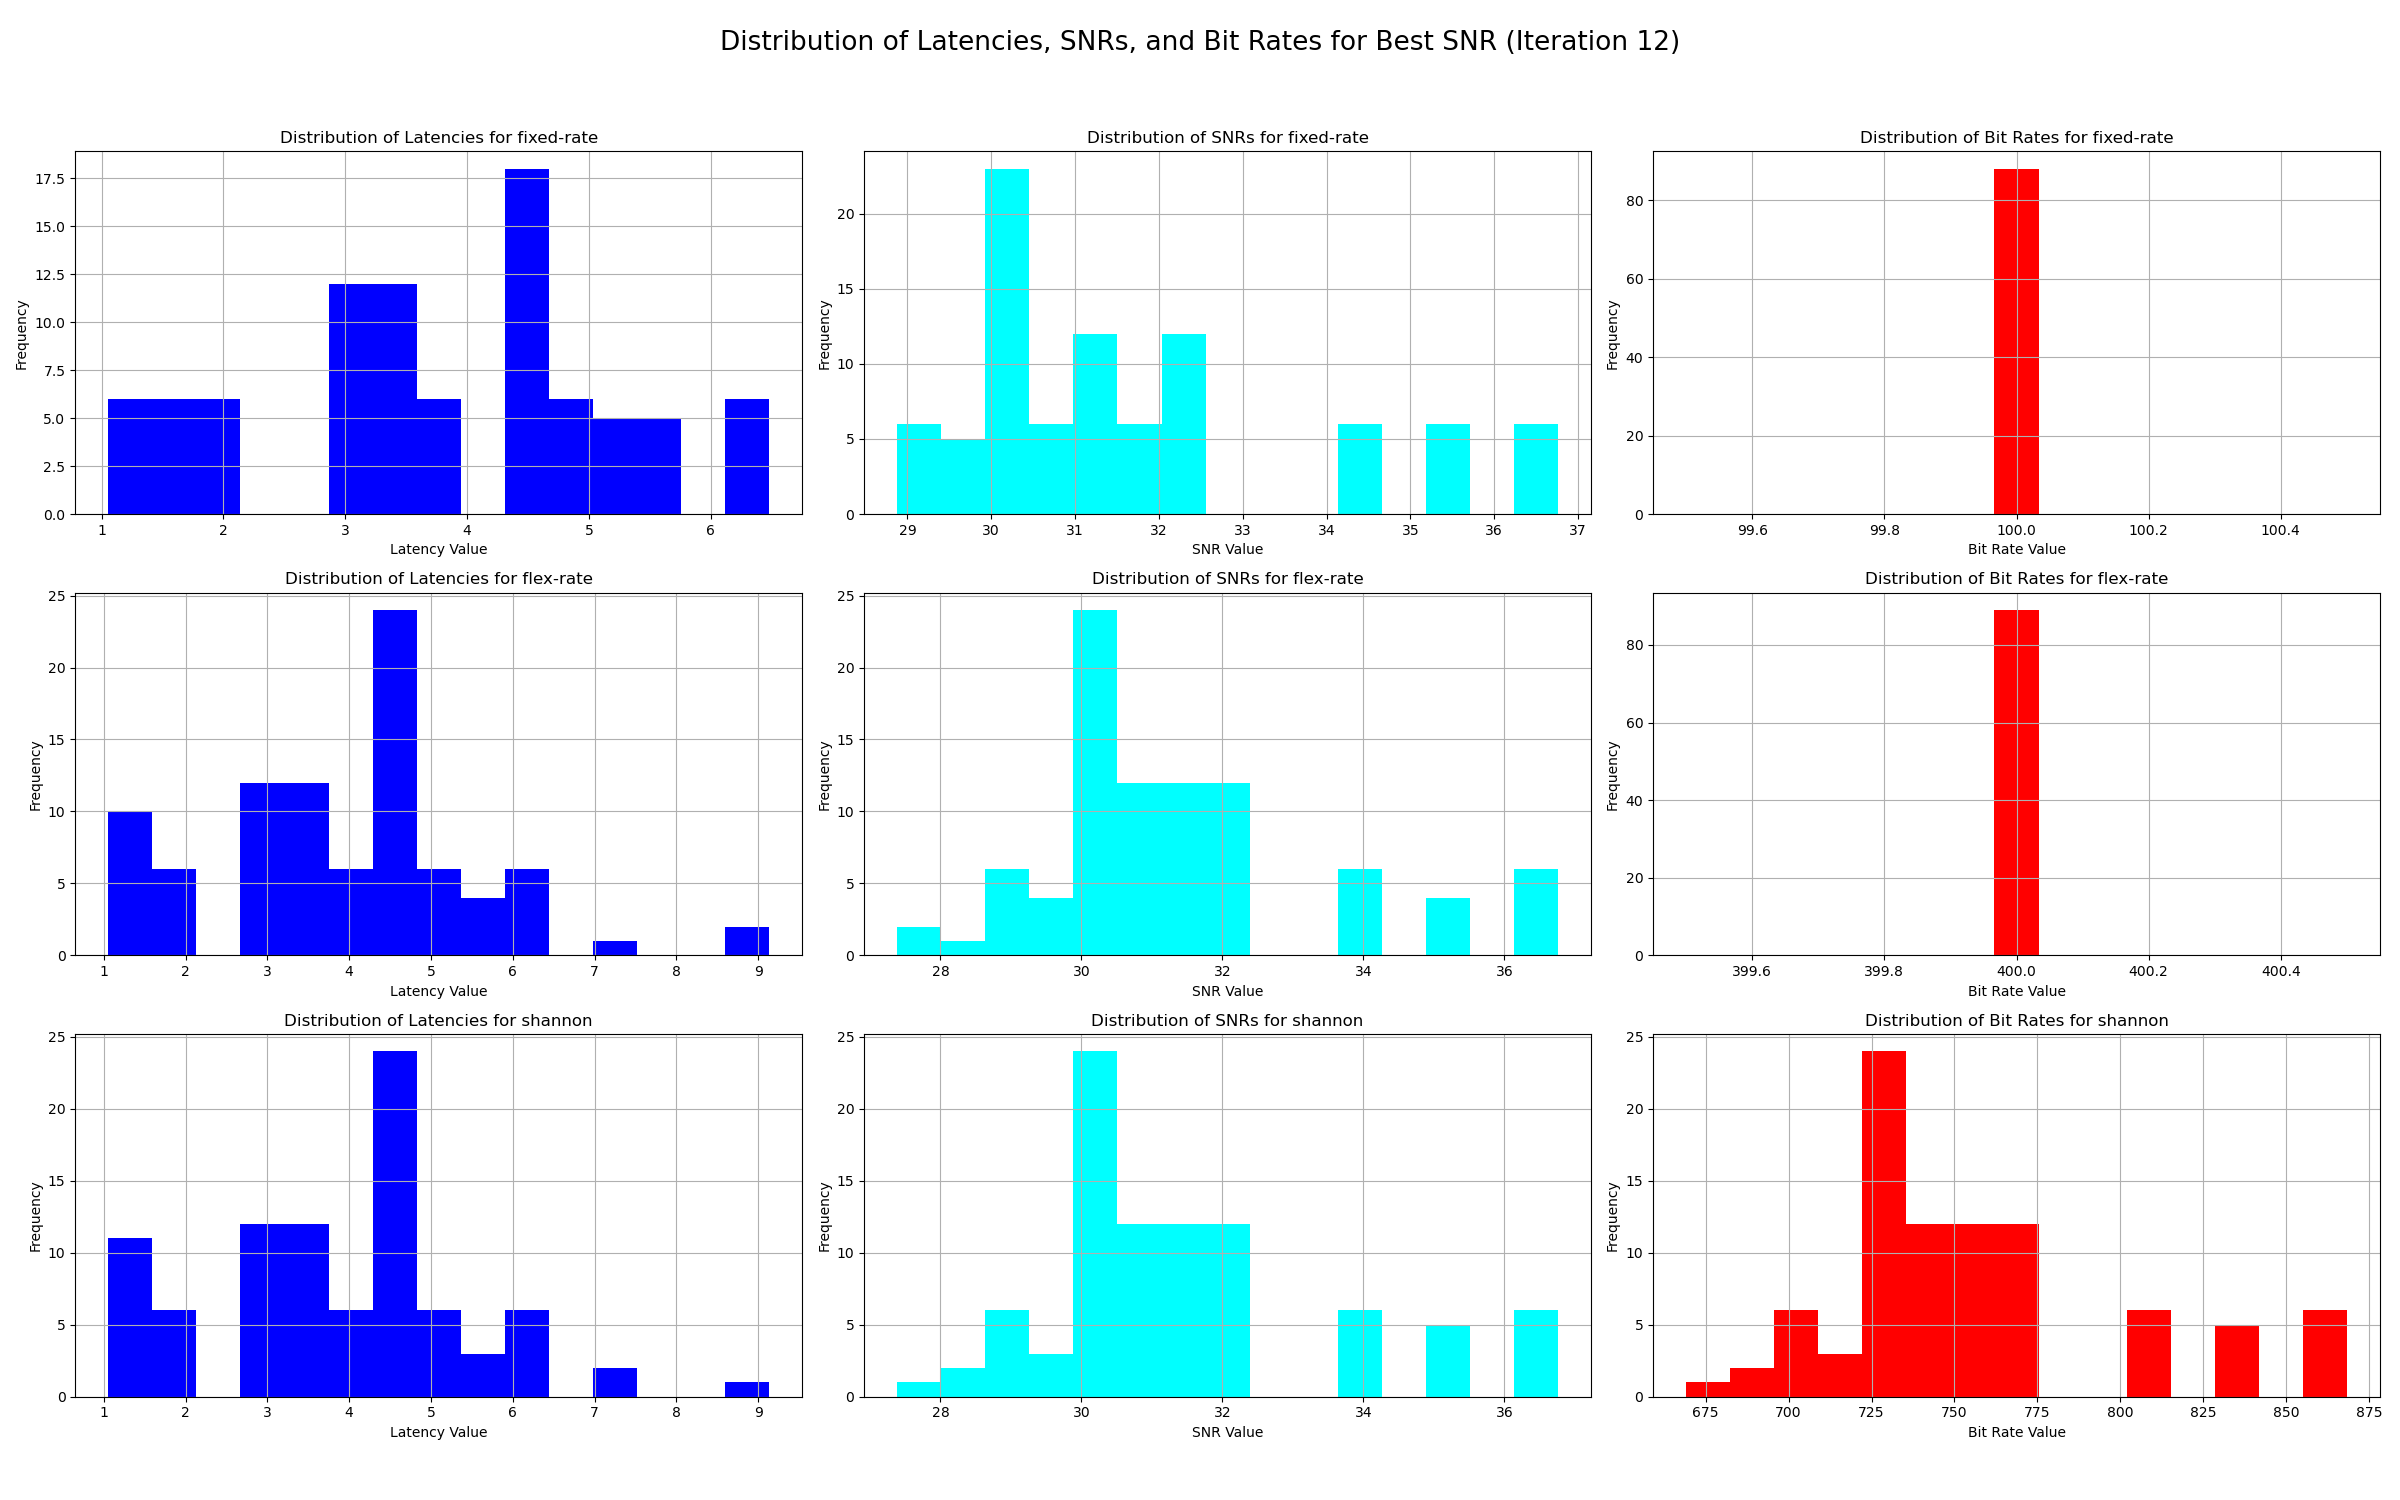 Distribution of Latencies, SNRs, and Bit Rates for Best SNR (Iteration 12)
Distribution of Latencies for fixed-rate
Frequency
17.5
15.0
12.5
10.0
7.5
5.0
2.5
0.0
1 2 3 4 5 6
Latency Value
Distribution of SNRs for fixed-rate
Frequency
20
15
10
5
0
29 30 31 32 33 34 35 36 37
SNR Value
Distribution of Bit Rates for fixed-rate
Frequency
80
60
40
20
0
99.6 99.8 100.0 100.2 100.4
Bit Rate Value
Distribution of Latencies for flex-rate
Frequency
25
20
15
10
5
0
1 2 3 4 5 6 7 8 9
Latency Value
Distribution of SNRs for flex-rate
Frequency
25
20
15
10
5
0
28 30 32 34 36
SNR Value
Distribution of Bit Rates for flex-rate
Frequency
80
60
40
20
0
399.6 399.8 400.0 400.2 400.4
Bit Rate Value
Distribution of Latencies for shannon
Frequency
25
20
15
10
5
0
1 2 3 4 5 6 7 8 9
Latency Value
Distribution of SNRs for shannon
Frequency
25
20
15
10
5
0
28 30 32 34 36
SNR Value
Distribution of Bit Rates for shannon
Frequency
25
20
15
10
5
0
675 700 725 750 775 800 825 850 875
Bit Rate Value